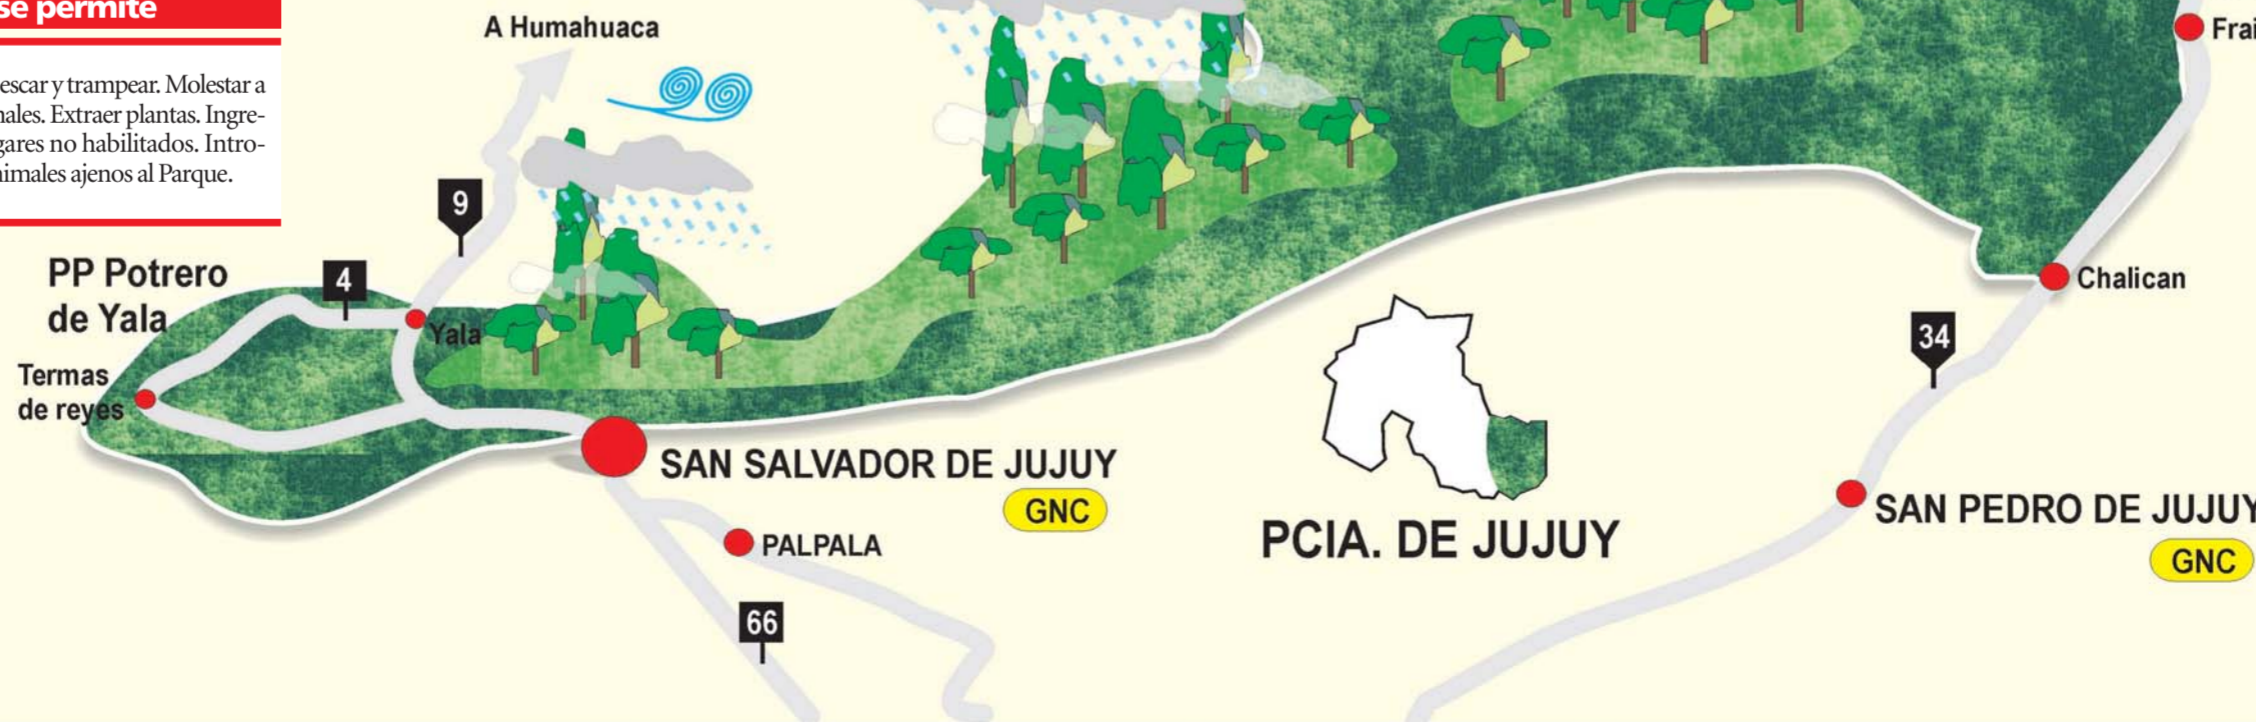 se permite
escar y trampear. Molestar a
nales. Extraer plantas. Ingre-
gares no habilitados. Intro-
nimales ajenos al Parque.
A Humahuaca
Frai
9
PP Potrero
de Yala
4
Yala
Chalican
34
Termas
de reyes
SAN SALVADOR DE JUJUY
GNC
PCIA. DE JUJUY
SAN PEDRO DE JUJUY
GNC
PALPALA
66